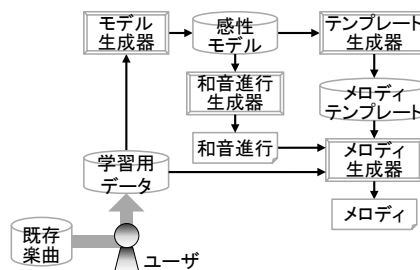 モデル
生成器
感性
モデル
テンプレート
生成器
和音進行
生成器
メロディ
テンプレート
和音進行
メロディ
生成器
学習用
データ
メロディ
既存
楽曲
ユーザ